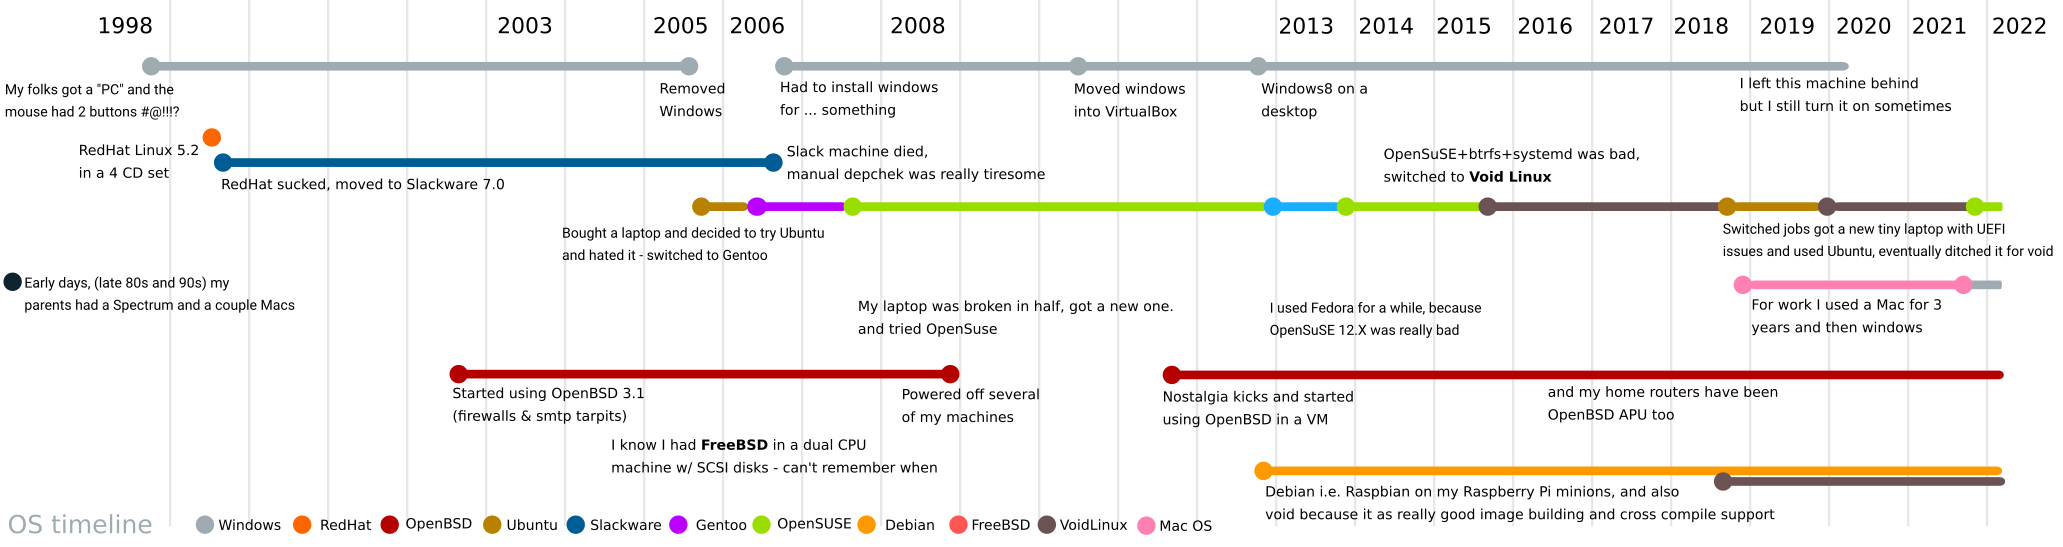 1998 2003 2005 2006 2008 2013 2014 2015 2016 2017 2018 2019 2020 2021 2022
My folks got a "PC" and the
mouse had 2 buttons #@!!!?
Removed
Windows
Had to install windows
for ... something
Moved windows
into VirtualBox
Windows8 on a
desktop
I left this machine behind
but I still turn it on sometimes
RedHat Linux 5.2
in a 4 CD set
RedHat sucked, moved to Slackware 7.0
Slack machine died,
manual depchek was really tiresome
OpenSuSE+btrfs+systemd was bad,
switched to Void Linux
Bought a laptop and decided to try Ubuntu
and hated it - switched to Gentoo
Switched jobs got a new tiny laptop with UEFI
issues and used Ubuntu, eventually ditched it for void
Early days, (late 80s and 90s) my
parents had a Spectrum and a couple Macs
My laptop was broken in half, got a new one.
and tried OpenSuse
I used Fedora for a while, because
OpenSuSE 12.X was really bad
For work I used a Mac for 3
years and then windows
Started using OpenBSD 3.1
(firewalls & smtp tarpits)
Powered off several
of my machines
Nostalgia kicks and started
using OpenBSD in a VM
and my home routers have been
OpenBSD APU too
I know I had FreeBSD in a dual CPU
machine w/ SCSI disks - can't remember when
Debian i.e. Raspbian on my Raspberry Pi minions, and also
void because it as really good image building and cross compile support
OS timeline
Windows RedHat OpenBSD Ubuntu Slackware Gentoo OpenSUSE Debian FreeBSD VoidLinux Mac OS